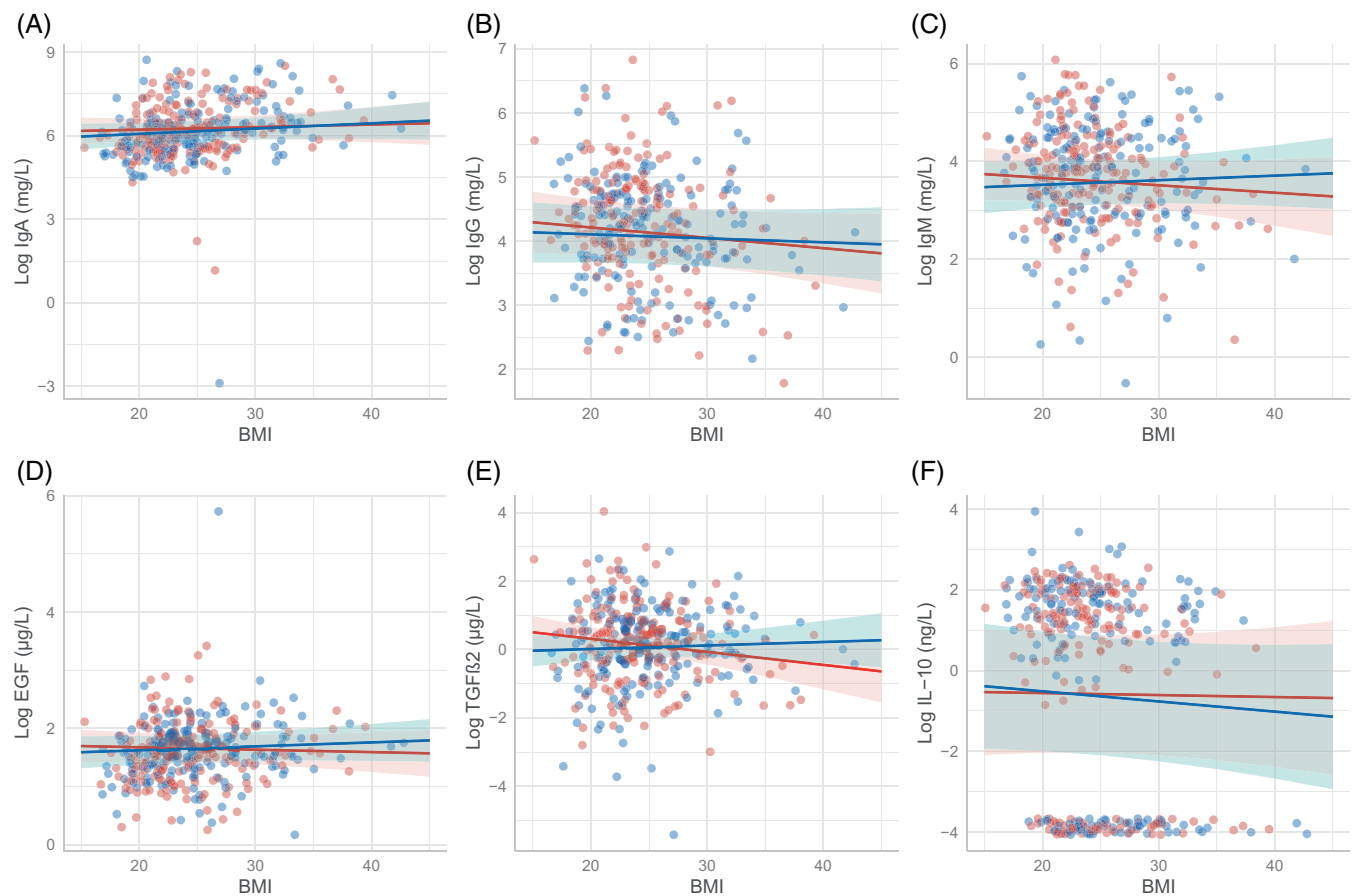 (A)
Log IgA (mg/L)
9
6
3
0
−3
20 30 40
BMI
(B)
Log IgG (mg/L)
7
6
5
4
3
2
20 30 40
BMI
(C)
Log IgM (mg/L)
6
4
2
0
20 30 40
BMI
(D)
Log EGF (µg/L)
6
4
2
0
20 30 40
BMI
(E)
Log TGFß2 (µg/L)
4
2
0
−2
−4
20 30 40
BMI
(F)
Log IL−10 (ng/L)
4
2
0
−2
−4
20 30 40
BMI